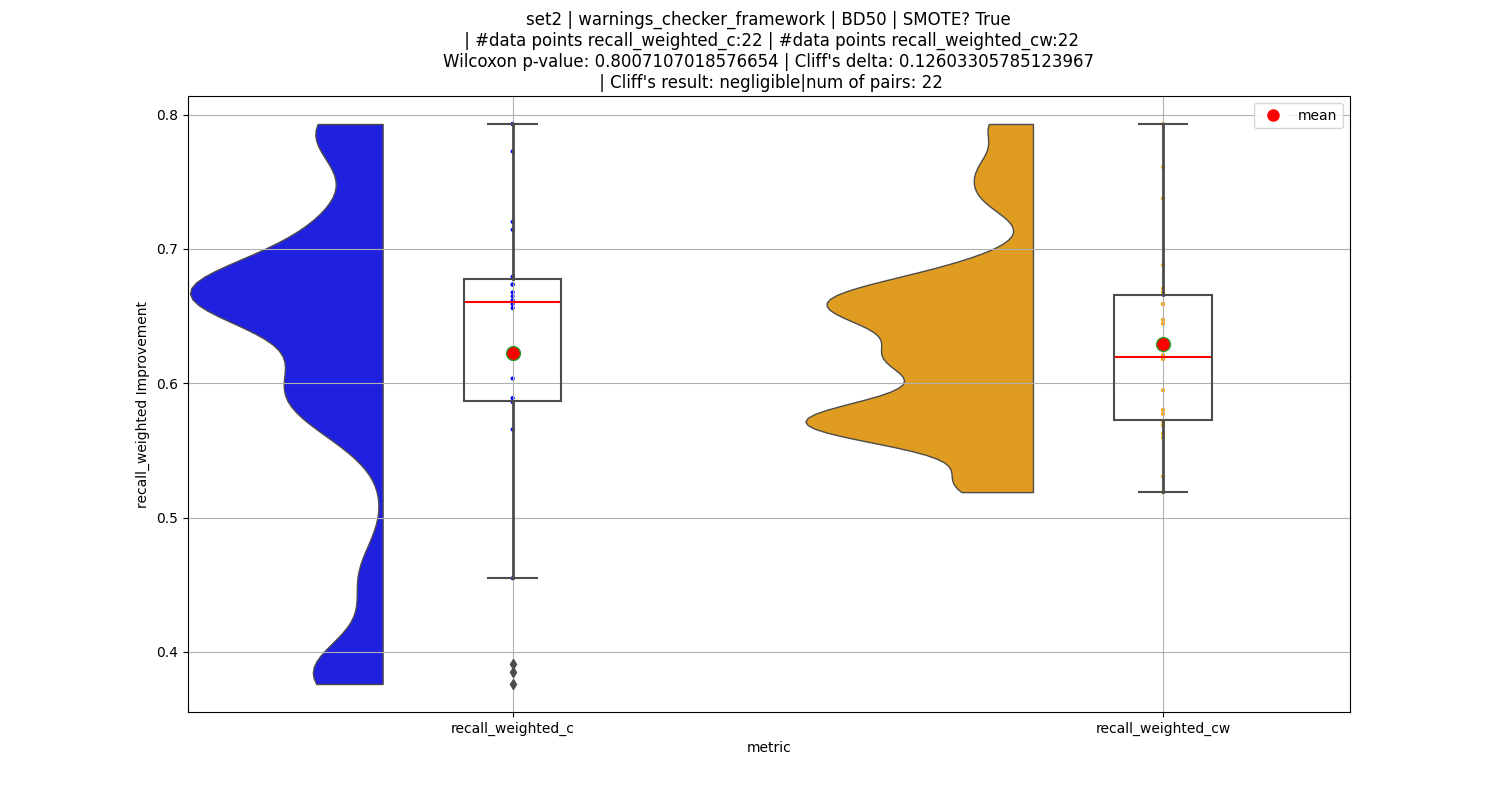 set2 | warnings_checker_framework | BD50 | SMOTE? True
| #data points recall_weighted_c:22 | #data points recall_weighted_cw:22
Wilcoxon p-value: 0.8007107018576654 | Cliff's delta: 0.12603305785123967
| Cliff's result: negligible|num of pairs: 22
mean
0.8
0.7
0.6
0.5
0.4
recall_weighted Improvement
recall_weighted_c
recall_weighted_cw
metric